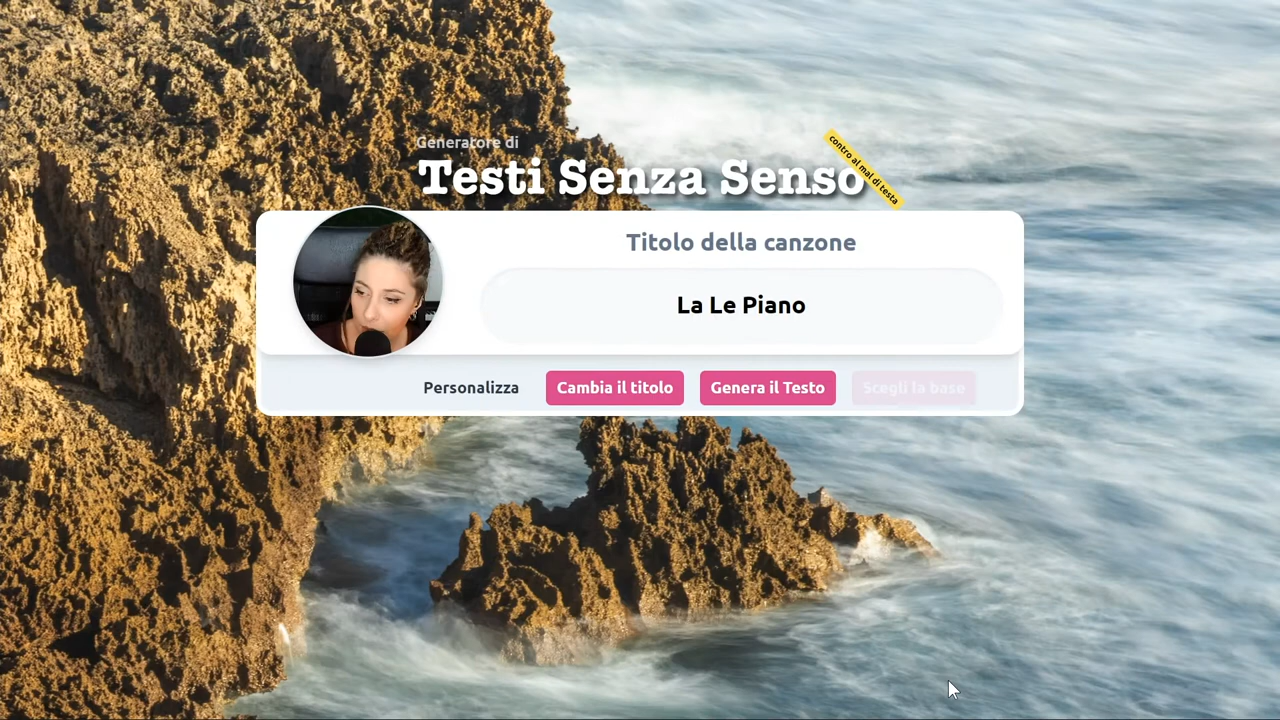 Generatore di
Testi Senza Senso
contro al mal di testa
Titolo della canzone
La Le Piano
Personalizza
Cambia il titolo
Genera il Testo
Scegli la base